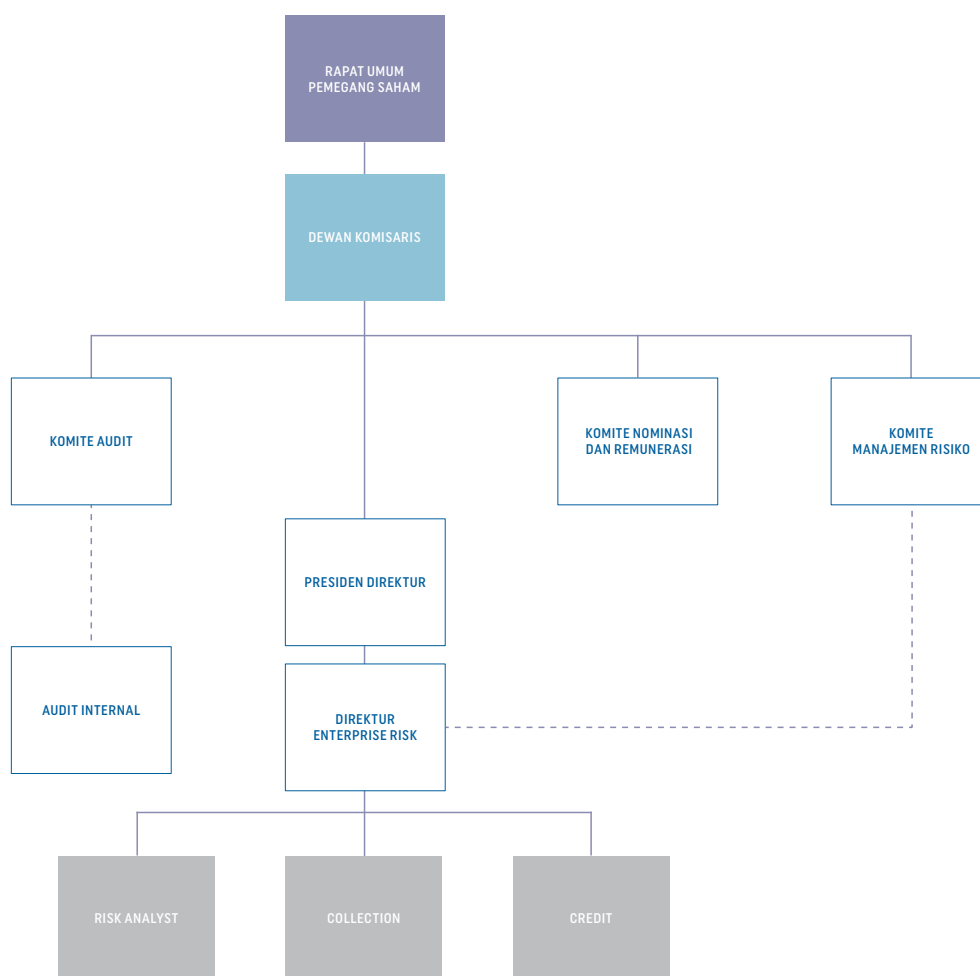 RAPAT UMUM
PEMEGANG SAHAM
DEWAN KOMISARIS
KOMITE AUDIT
KOMITE NOMINASI
DAN REMUNERASI
KOMITE
MANAJEMEN RISIKO
PRESIDEN DIREKTUR
AUDIT INTERNAL
DIREKTUR
ENTERPRISE RISK
RISK ANALYST
COLLECTION
CREDIT